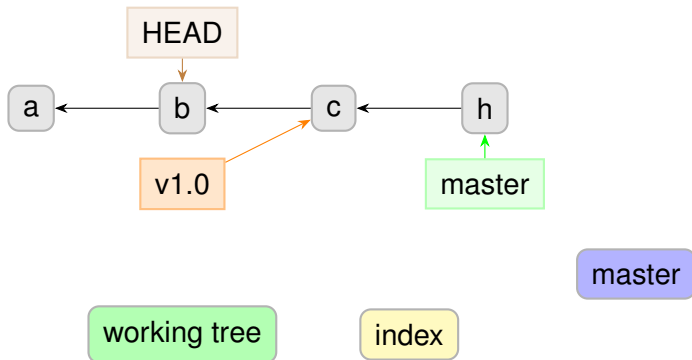 HEAD
a
b
c
h
v1.0
master
master
working tree
index